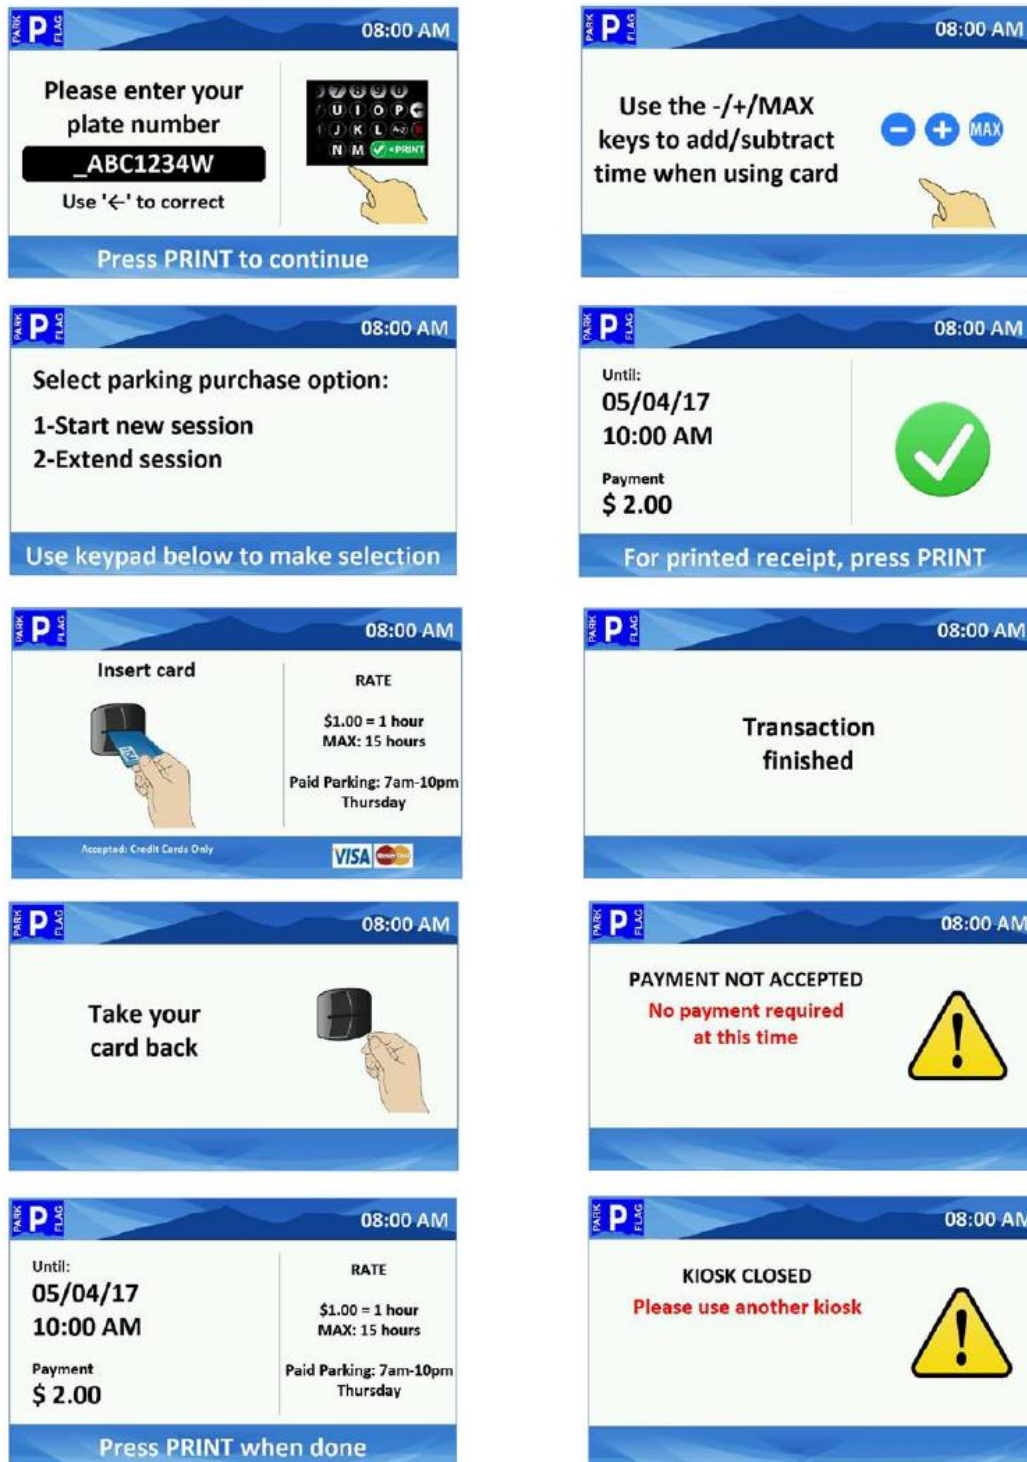 PARK P FLAG
08:00 AM
Please enter your
plate number
_ABC1234W
Use '←' to correct
7 8 9 0
U I O P ←
J K L A-Z
N M ✓ PRINT
Press PRINT to continue
PARK P FLAG
08:00 AM
Select parking purchase option:
1-Start new session
2-Extend session
Use keypad below to make selection
PARK P FLAG
08:00 AM
Insert card
RATE
$1.00 = 1 hour
MAX: 15 hours
Paid Parking: 7am-10pm
Thursday
Accepted: Credit Cards Only
VISA MasterCard
PARK P FLAG
08:00 AM
Take your
card back
PARK P FLAG
08:00 AM
Until:
05/04/17
10:00 AM
Payment
$ 2.00
RATE
$1.00 = 1 hour
MAX: 15 hours
Paid Parking: 7am-10pm
Thursday
Press PRINT when done
PARK P FLAG
08:00 AM
Use the -/+/MAX
keys to add/subtract
time when using card
- + MAX
PARK P FLAG
08:00 AM
Until:
05/04/17
10:00 AM
Payment
$ 2.00
For printed receipt, press PRINT
PARK P FLAG
08:00 AM
Transaction
finished
PARK P FLAG
08:00 AM
PAYMENT NOT ACCEPTED
No payment required
at this time
PARK P FLAG
08:00 AM
KIOSK CLOSED
Please use another kiosk